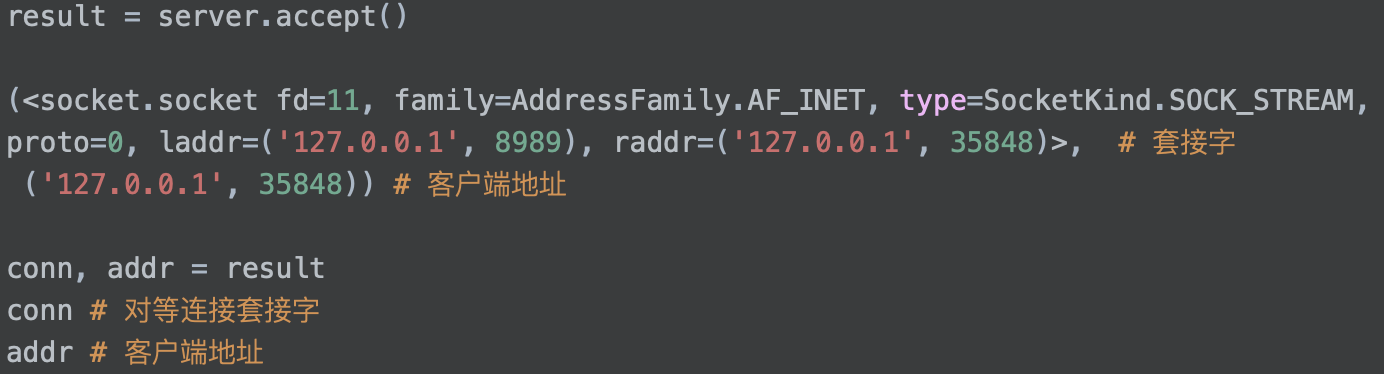 result = server.accept()
(<socket.socket fd=11, family=AddressFamily.AF_INET, type=SocketKind.SOCK_STREAM,
proto=0, laddr=('127.0.0.1', 8989), raddr=('127.0.0.1', 35848)>,  # 套接字
 ('127.0.0.1', 35848)) # 客户端地址
conn, addr = result
conn # 对等连接套接字
addr # 客户端地址